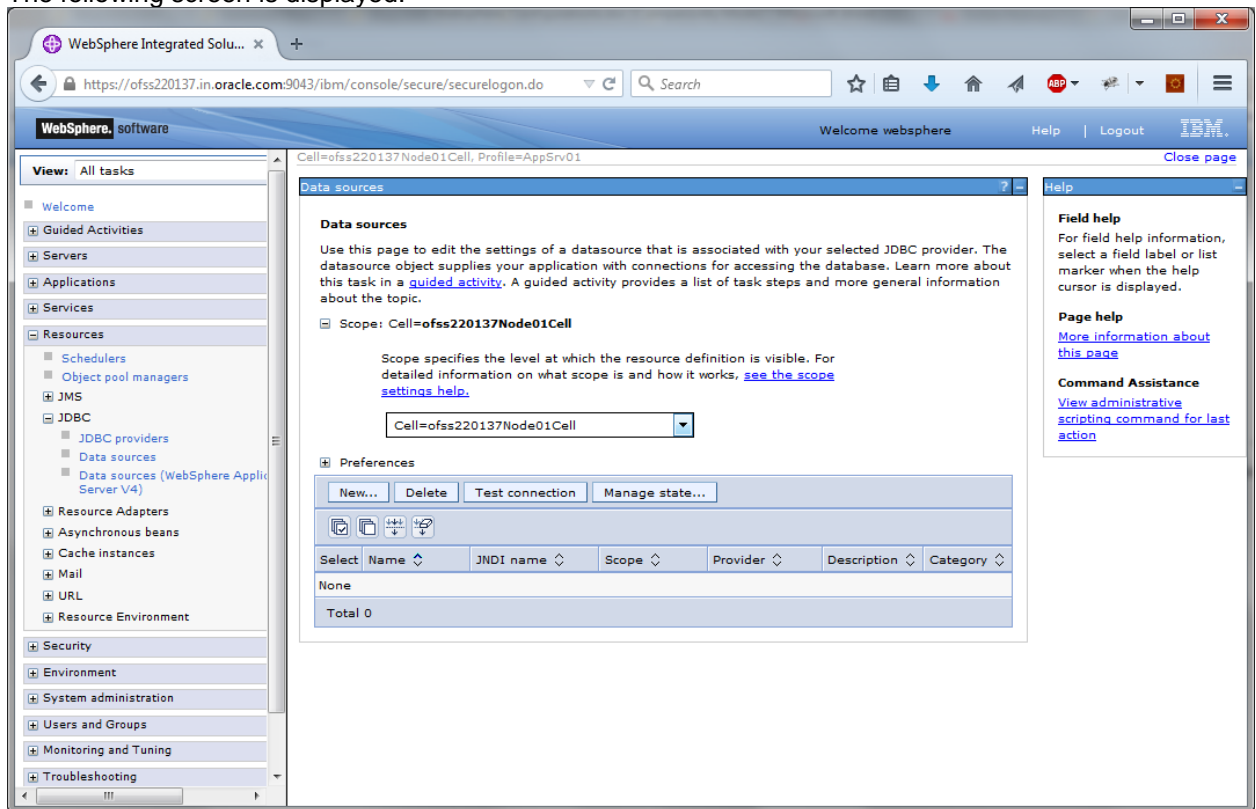 The following screen is displayed.
WebSphere Integrated Solu...
https://ofss220137.in.oracle.com:9043/ibm/console/secure/securelogon.do
Search
ABP
WebSphere. software
Welcome websphere
Help | Logout
IBM.
View: All tasks
Welcome
Guided Activities
Servers
Applications
Services
Resources
Schedulers
Object pool managers
JMS
JDBC
JDBC providers
Data sources
Data sources (WebSphere Applic
Server V4)
Resource Adapters
Asynchronous beans
Cache instances
Mail
URL
Resource Environment
Security
Environment
System administration
Users and Groups
Monitoring and Tuning
Troubleshooting
Cell=ofss220137Node01Cell, Profile=AppSrv01
Close page
Data sources
?
Data sources
Use this page to edit the settings of a datasource that is associated with your selected JDBC provider. The
datasource object supplies your application with connections for accessing the database. Learn more about
this task in a guided activity. A guided activity provides a list of task steps and more general information
about the topic.
Scope: Cell=ofss220137Node01Cell
Scope specifies the level at which the resource definition is visible. For
detailed information on what scope is and how it works, see the scope
settings help.
Cell=ofss220137Node01Cell
Preferences
New... Delete Test connection Manage state...
Select Name JNDI name Scope Provider Description Category
None
Total 0
Help
Field help
For field help information,
select a field label or list
marker when the help
cursor is displayed.
Page help
More information about
this page
Command Assistance
View administrative
scripting command for last
action